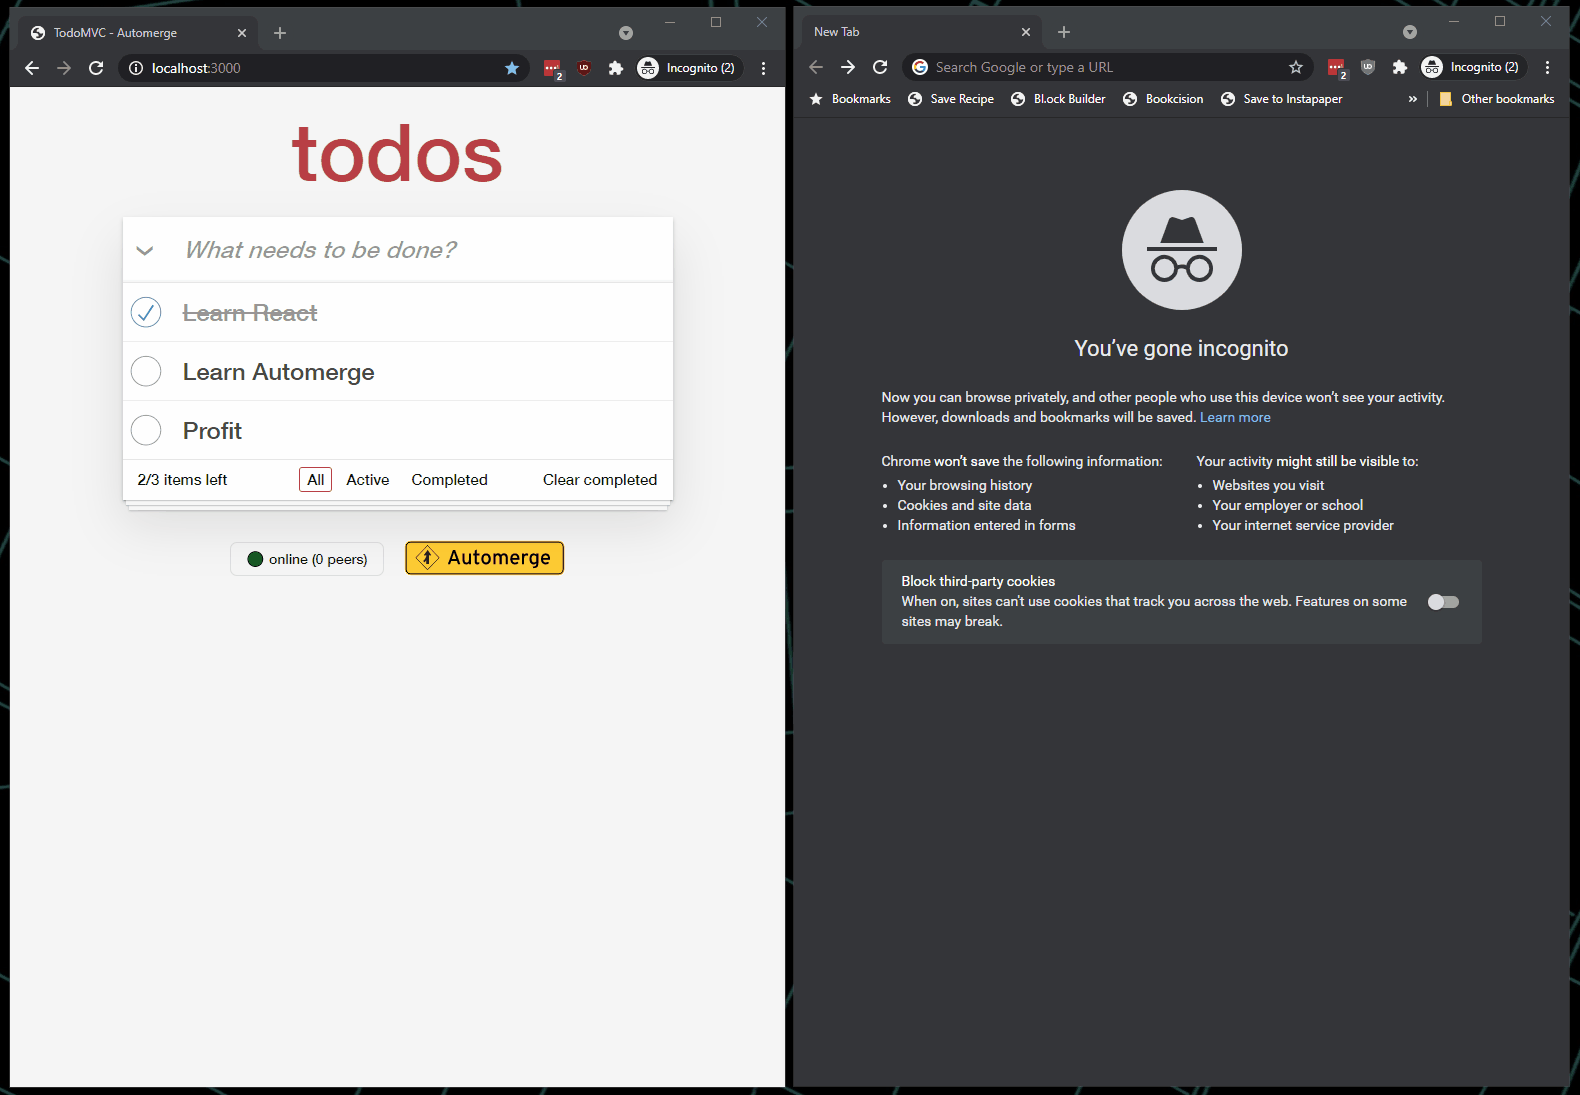 TodoMVC - Automerge
localhost:3000
2
UD
Incognito (2)
todos
What needs to be done?
Learn React
Learn Automerge
Profit
2/3 items left
All
Active
Completed
Clear completed
online (0 peers)
Automerge
New Tab
Search Google or type a URL
2
UD
Incognito (2)
Bookmarks
Save Recipe
Bl.ock Builder
Bookcision
Save to Instapaper
»
Other bookmarks
You’ve gone incognito
Now you can browse privately, and other people who use this device won’t see your activity.
However, downloads and bookmarks will be saved. Learn more
Chrome won’t save the following information:
• Your browsing history
• Cookies and site data
• Information entered in forms
Your activity might still be visible to:
• Websites you visit
• Your employer or school
• Your internet service provider
Block third-party cookies
When on, sites can't use cookies that track you across the web. Features on some
sites may break.